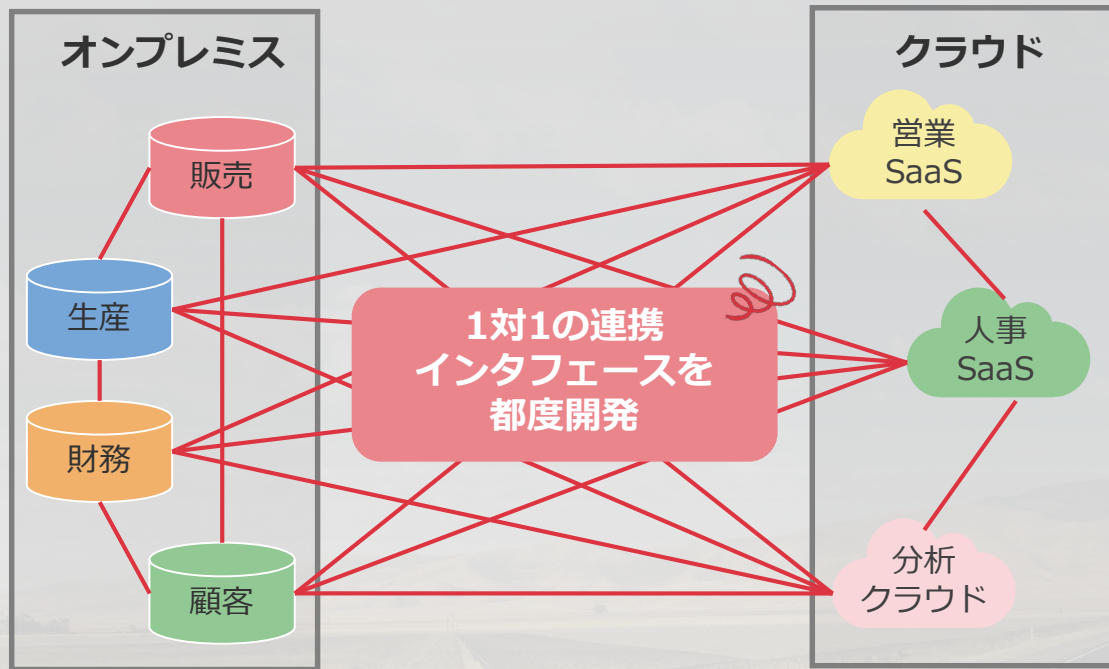 オンプレミス
販売
生産
財務
顧客
1対1の連携
インタフェースを
都度開発
クラウド
営業
SaaS
人事
SaaS
分析
クラウド